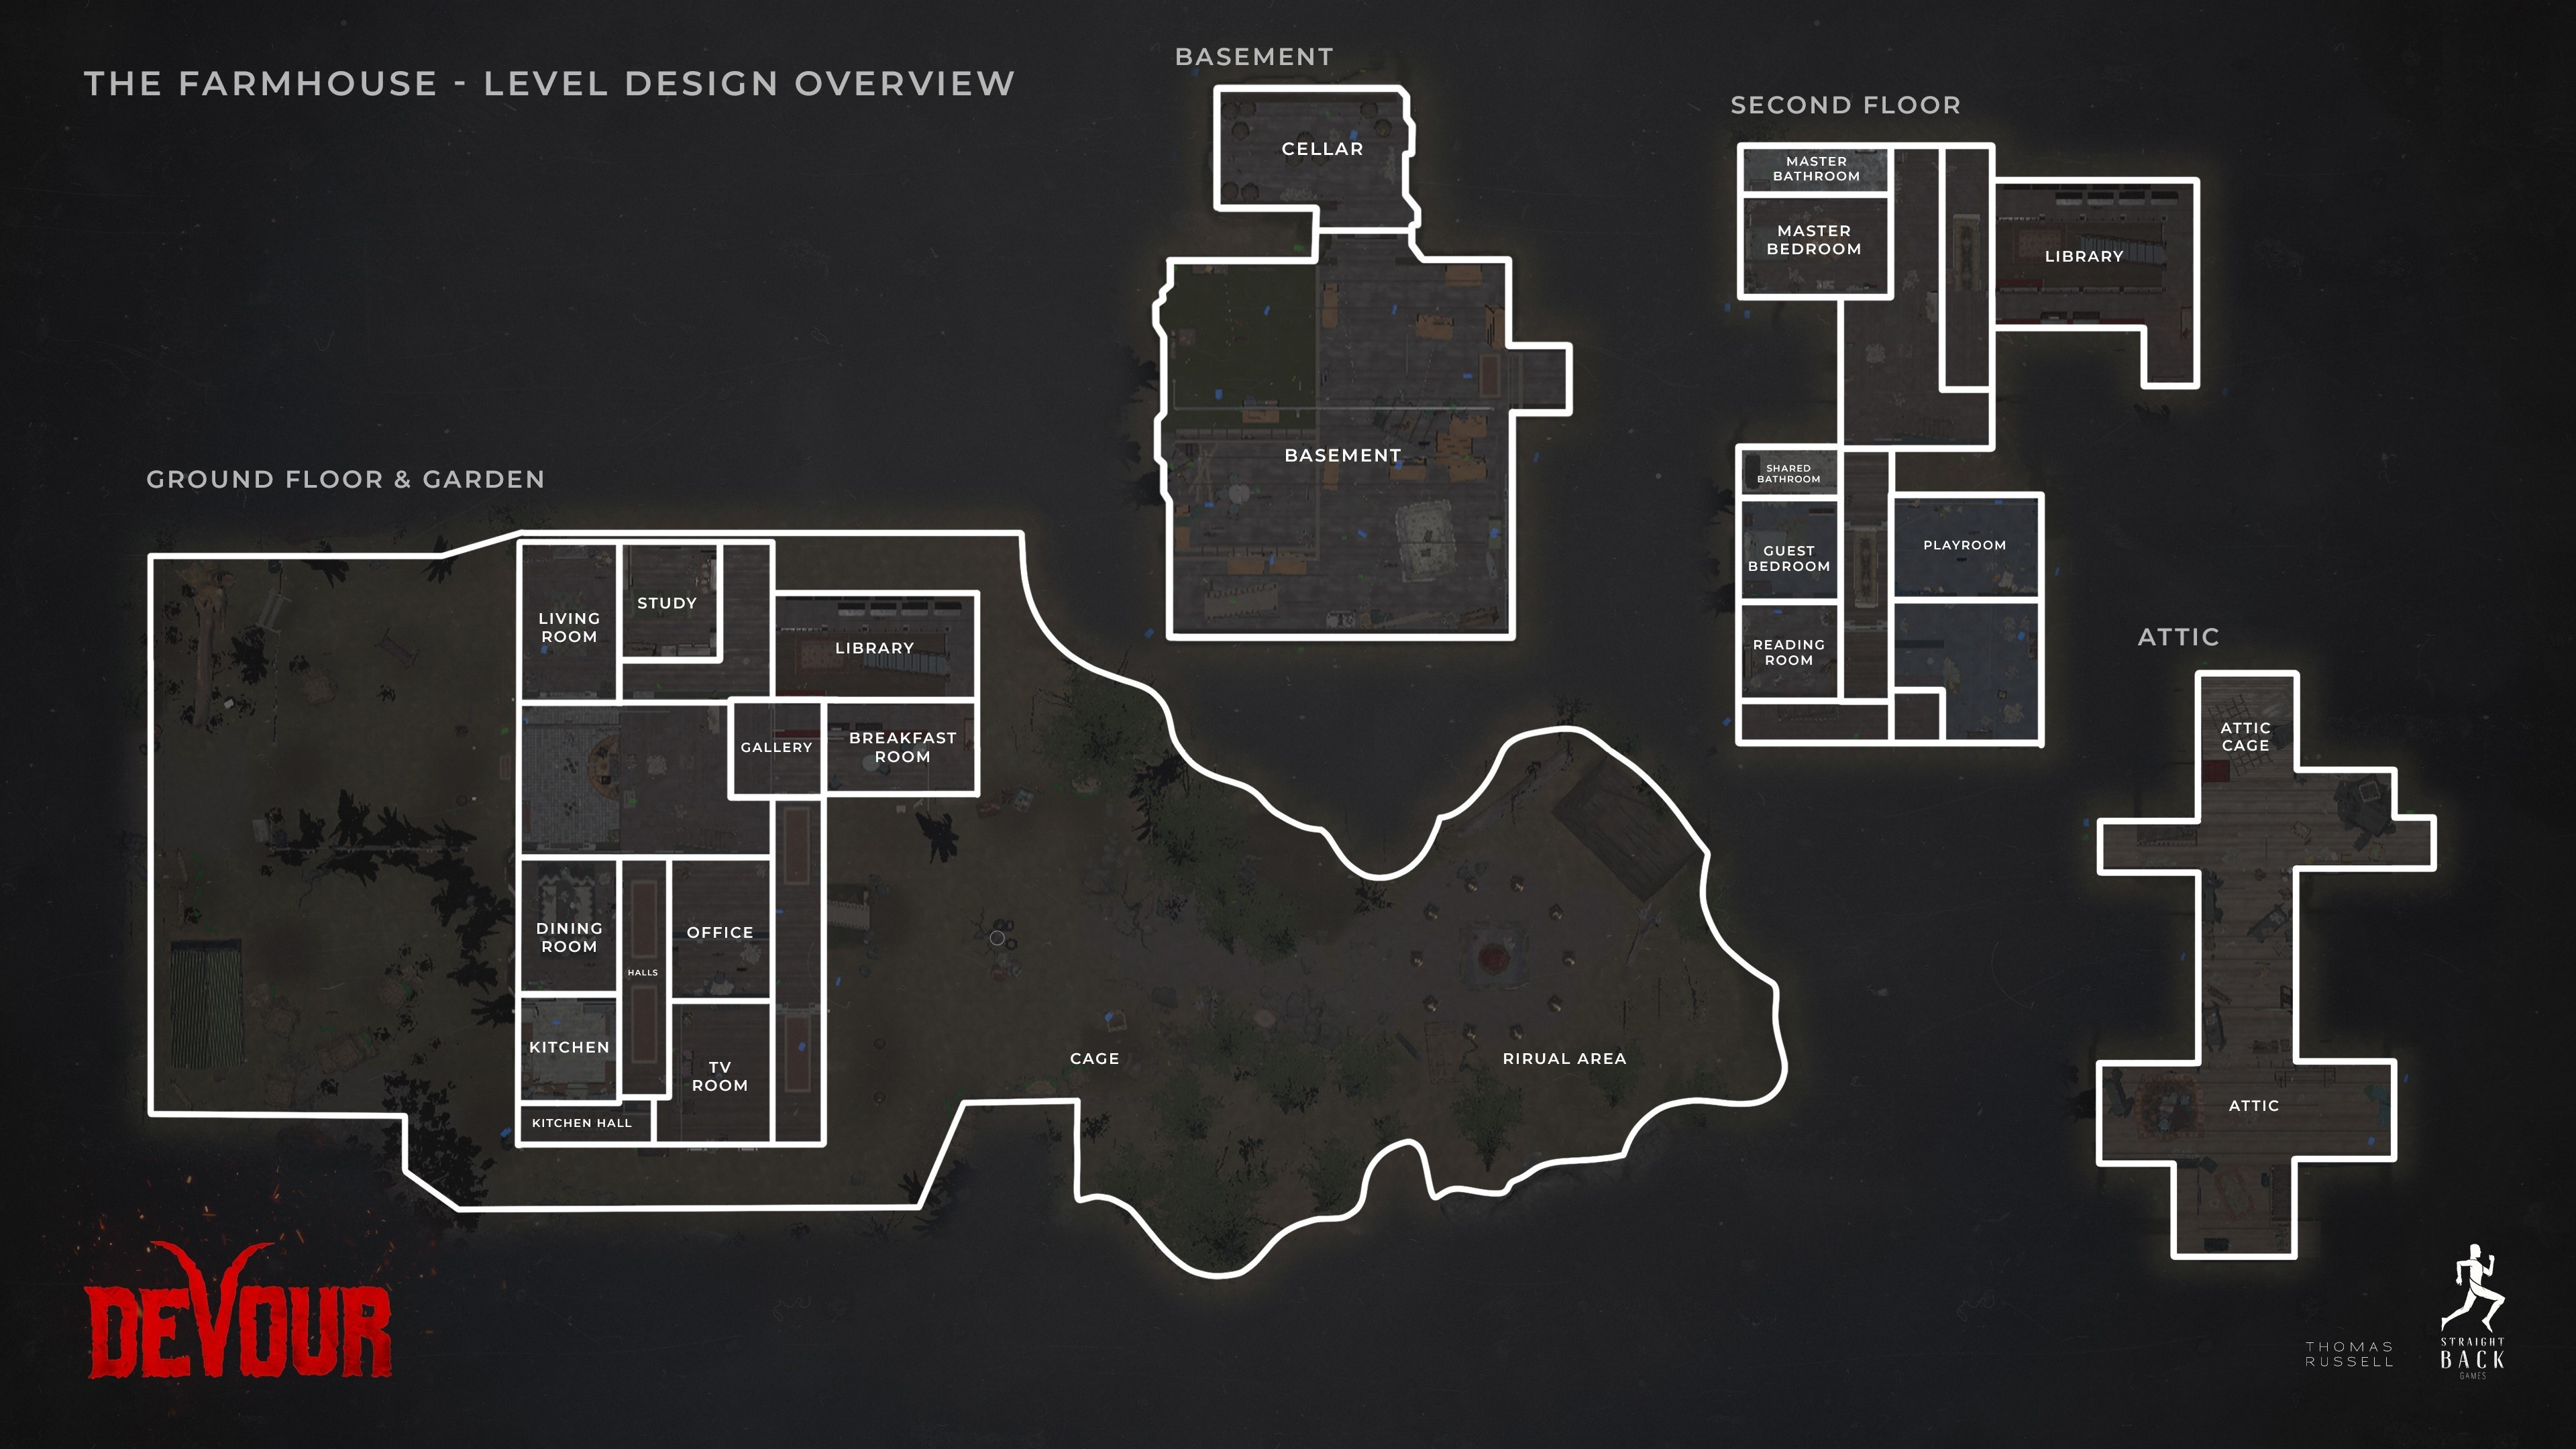 THE FARMHOUSE - LEVEL DESIGN OVERVIEW
BASEMENT
CELLAR
BASEMENT
SECOND FLOOR
MASTER
BATHROOM
MASTER
BEDROOM
LIBRARY
SHARED
BATHROOM
GUEST
BEDROOM
PLAYROOM
READING
ROOM
GROUND FLOOR & GARDEN
LIVING
ROOM
STUDY
LIBRARY
GALLERY
BREAKFAST
ROOM
DINING
ROOM
HALLS
OFFICE
KITCHEN
TV
ROOM
KITCHEN HALL
CAGE
RIRUAL AREA
ATTIC
ATTIC
CAGE
ATTIC
DEVOUR
THOMAS
RUSSELL
STRAIGHT
BACK
GAMES